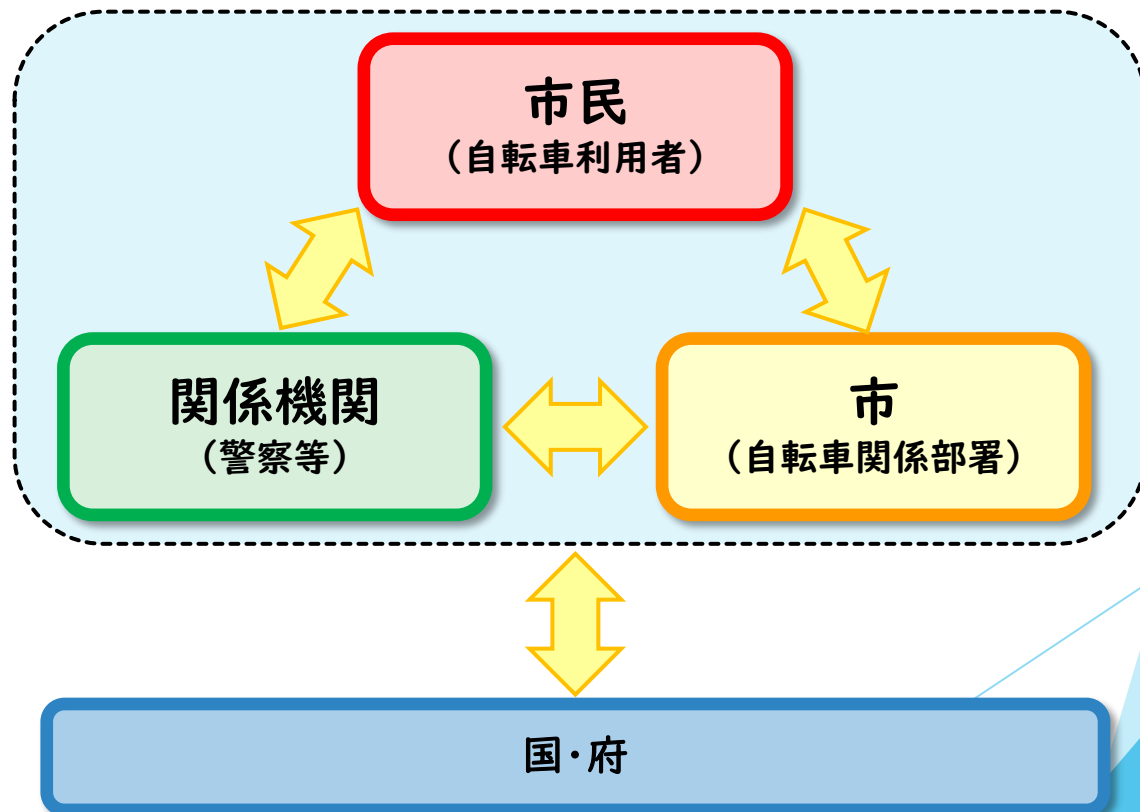 市民
（自転車利用者）
関係機関
（警察等）
市
（自転車関係部署）
国・府